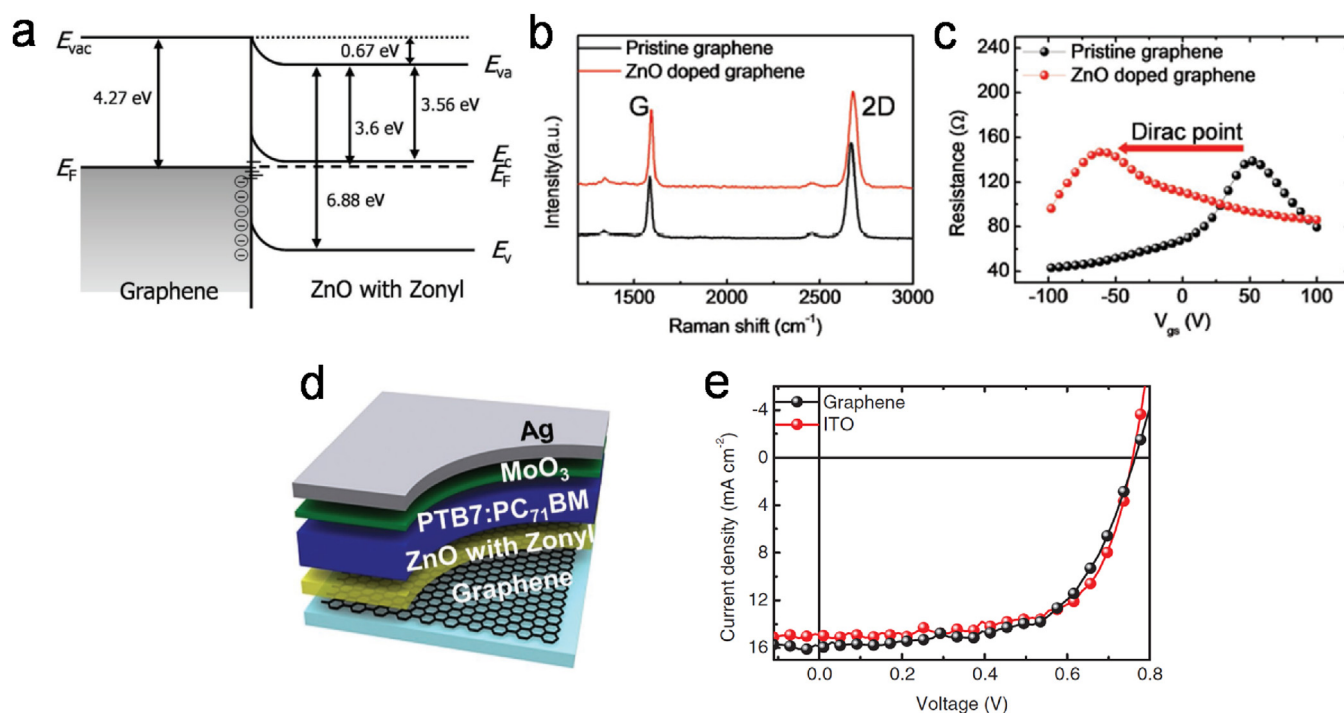 a
E_vac
0.67 eV
E_va
4.27 eV
3.56 eV
3.6 eV
E_c
E_F
E_F
6.88 eV
E_v
Graphene
ZnO with Zonyl
b
Pristine graphene
ZnO doped graphene
G
2D
Intensity(a.u.)
1500
2000
2500
3000
Raman shift (cm⁻¹)
c
240
200
160
120
80
40
Pristine graphene
ZnO doped graphene
Dirac point
Resistance (Ω)
-100
-50
0
50
100
V_gs (V)
d
Ag
MoO₃
PTB7:PC₇₁BM
ZnO with Zonyl
Graphene
e
Graphene
ITO
-4
0
4
8
12
16
Current density (mA cm⁻²)
0.0
0.2
0.4
0.6
0.8
Voltage (V)